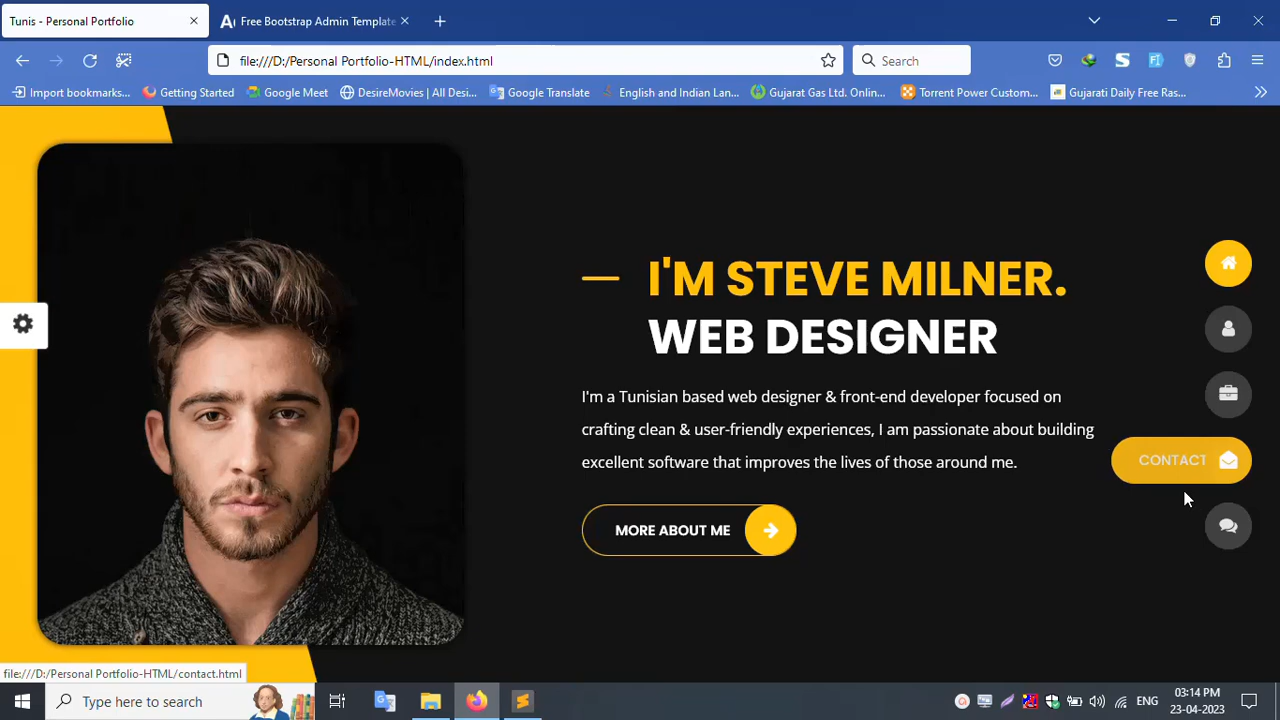 Tunis - Personal Portfolio
Free Bootstrap Admin Template
file:///D:/Personal Portfolio-HTML/index.html
Search
Import bookmarks...
Getting Started
Google Meet
DesireMovies | All Desi...
Google Translate
English and Indian Lan...
Gujarat Gas Ltd. Onlin...
Torrent Power Custom...
Gujarati Daily Free Ras...
I'M STEVE MILNER.
WEB DESIGNER
I'm a Tunisian based web designer & front-end developer focused on
crafting clean & user-friendly experiences, I am passionate about building
excellent software that improves the lives of those around me.
CONTACT
MORE ABOUT ME
file:///D:/Personal Portfolio-HTML/contact.html
Type here to search
ENG
03:14 PM
23-04-2023